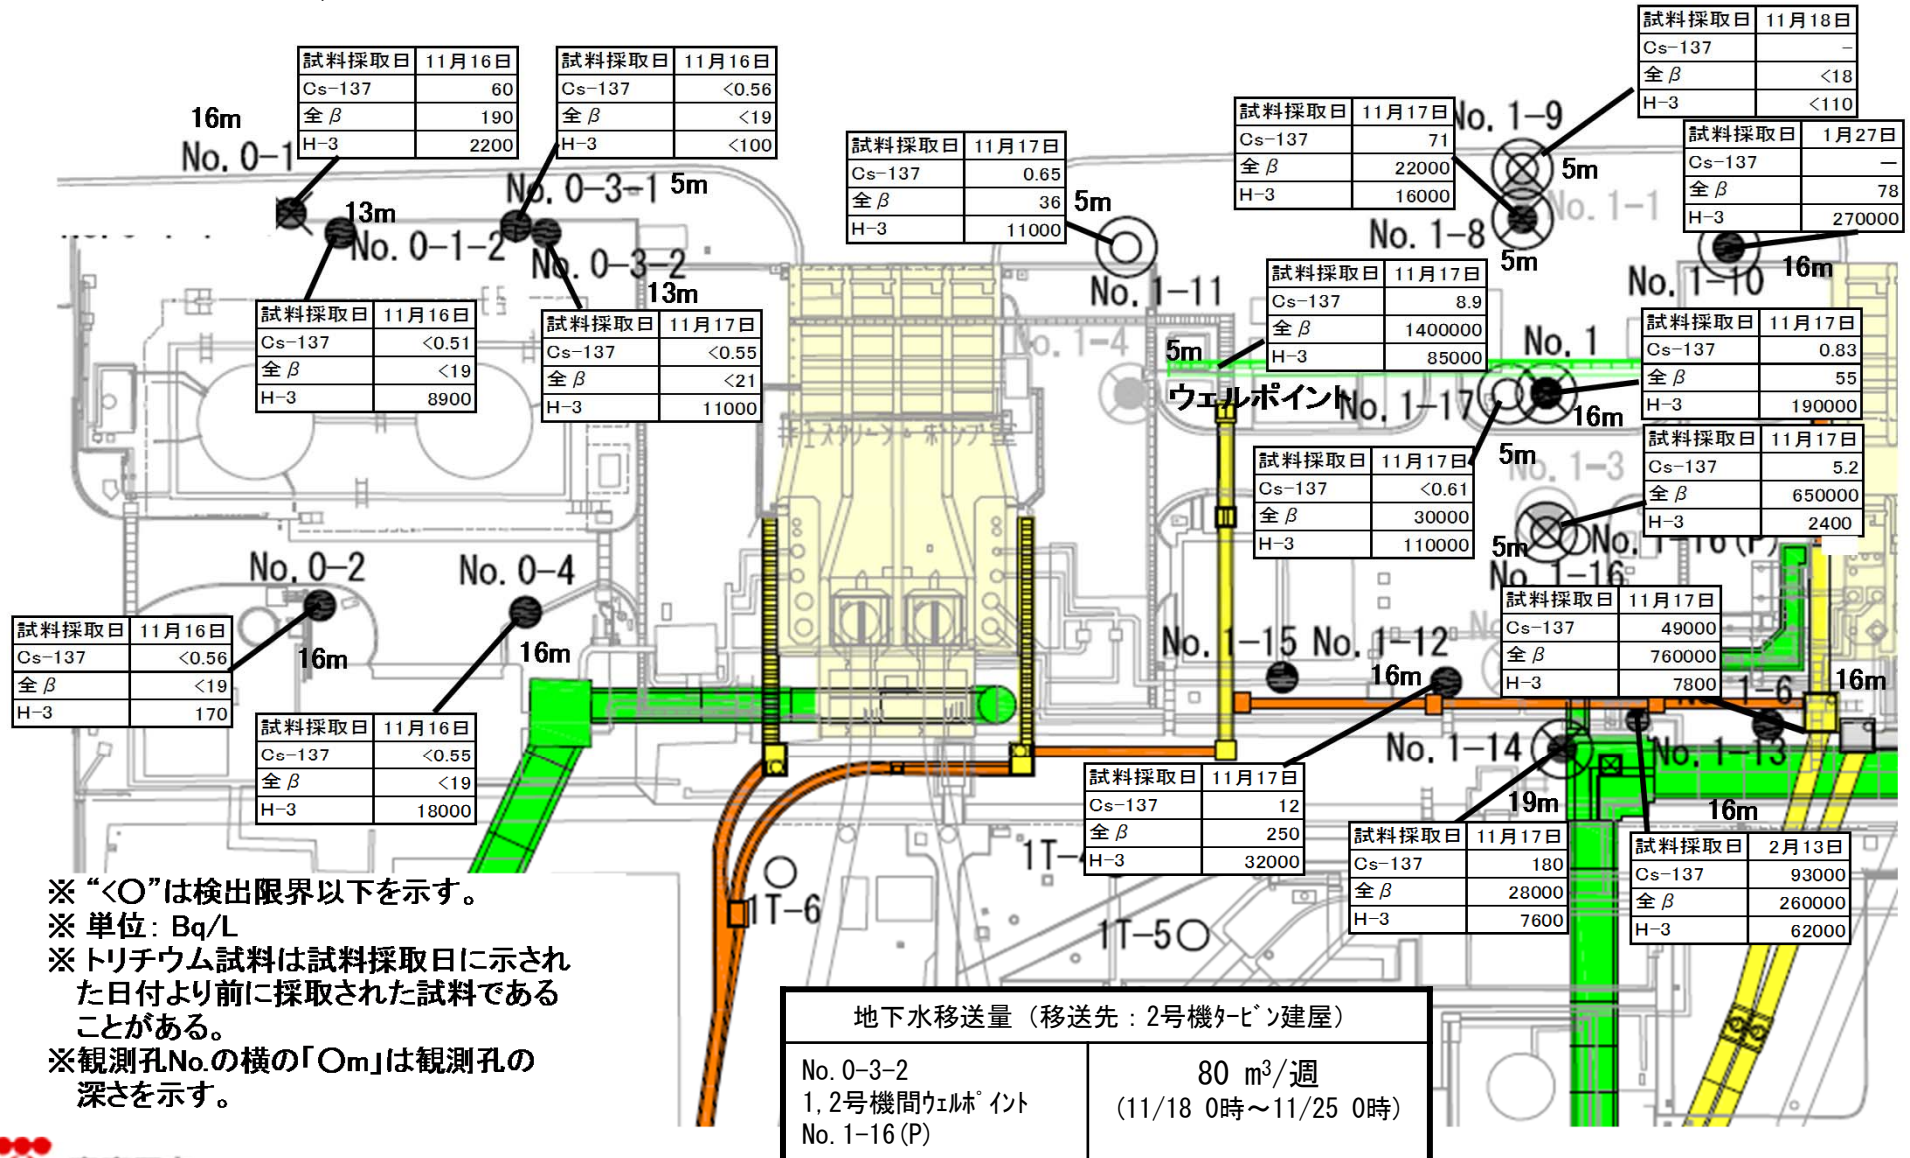 試料採取日 11月16日
Cs-137 60
全β 190
H-3 2200
16m
No. 0-1
試料採取日 11月16日
Cs-137 <0.56
全β <19
H-3 <100
No. 0-3-1 5m
13m
No. 0-1-2
No. 0-3-2
13m
試料採取日 11月16日
Cs-137 <0.51
全β <19
H-3 8900
試料採取日 11月17日
Cs-137 <0.55
全β <21
H-3 11000
試料採取日 11月17日
Cs-137 0.65
全β 36
H-3 11000
5m
No. 1-11
試料採取日 11月17日
Cs-137 71
全β 22000
H-3 16000
No. 1-8
5m
試料採取日 11月18日
Cs-137 -
全β <18
H-3 <110
No. 1-9
5m
No. 1-1
試料採取日 1月27日
Cs-137 —
全β 78
H-3 270000
16m
No. 1-10
試料採取日 11月17日
Cs-137 8.9
全β 1400000
H-3 85000
5m
ウェルポイント
No. 1-17
No. 1
16m
試料採取日 11月17日
Cs-137 0.83
全β 55
H-3 190000
試料採取日 11月17日
Cs-137 <0.61
全β 30000
H-3 110000
5m
No. 1-3
試料採取日 11月17日
Cs-137 5.2
全β 650000
H-3 2400
5m
No. 1-16(P)
No. 1-16
試料採取日 11月17日
Cs-137 49000
全β 760000
H-3 7800
1-6
16m
No. 0-2
16m
試料採取日 11月16日
Cs-137 <0.56
全β <19
H-3 170
No. 0-4
16m
試料採取日 11月16日
Cs-137 <0.55
全β <19
H-3 18000
No. 1-15 No. 1-12
16m
試料採取日 11月17日
Cs-137 12
全β 250
H-3 32000
No. 1-14
19m
試料採取日 11月17日
Cs-137 180
全β 28000
H-3 7600
No. 1-13
16m
試料採取日 2月13日
Cs-137 93000
全β 260000
H-3 62000
1T-6
1T-5
※ “<〇”は検出限界以下を示す。
※ 単位: Bq/L
※ トリチウム試料は試料採取日に示され
た日付より前に採取された試料である
ことがある。
※観測孔No.の横の「〇m」は観測孔の
深さを示す。
地下水移送量（移送先：2号機タービン建屋）
No. 0-3-2
1, 2号機間ウェルポイント
No. 1-16(P)
80 m³/週
(11/18 0時～11/25 0時)